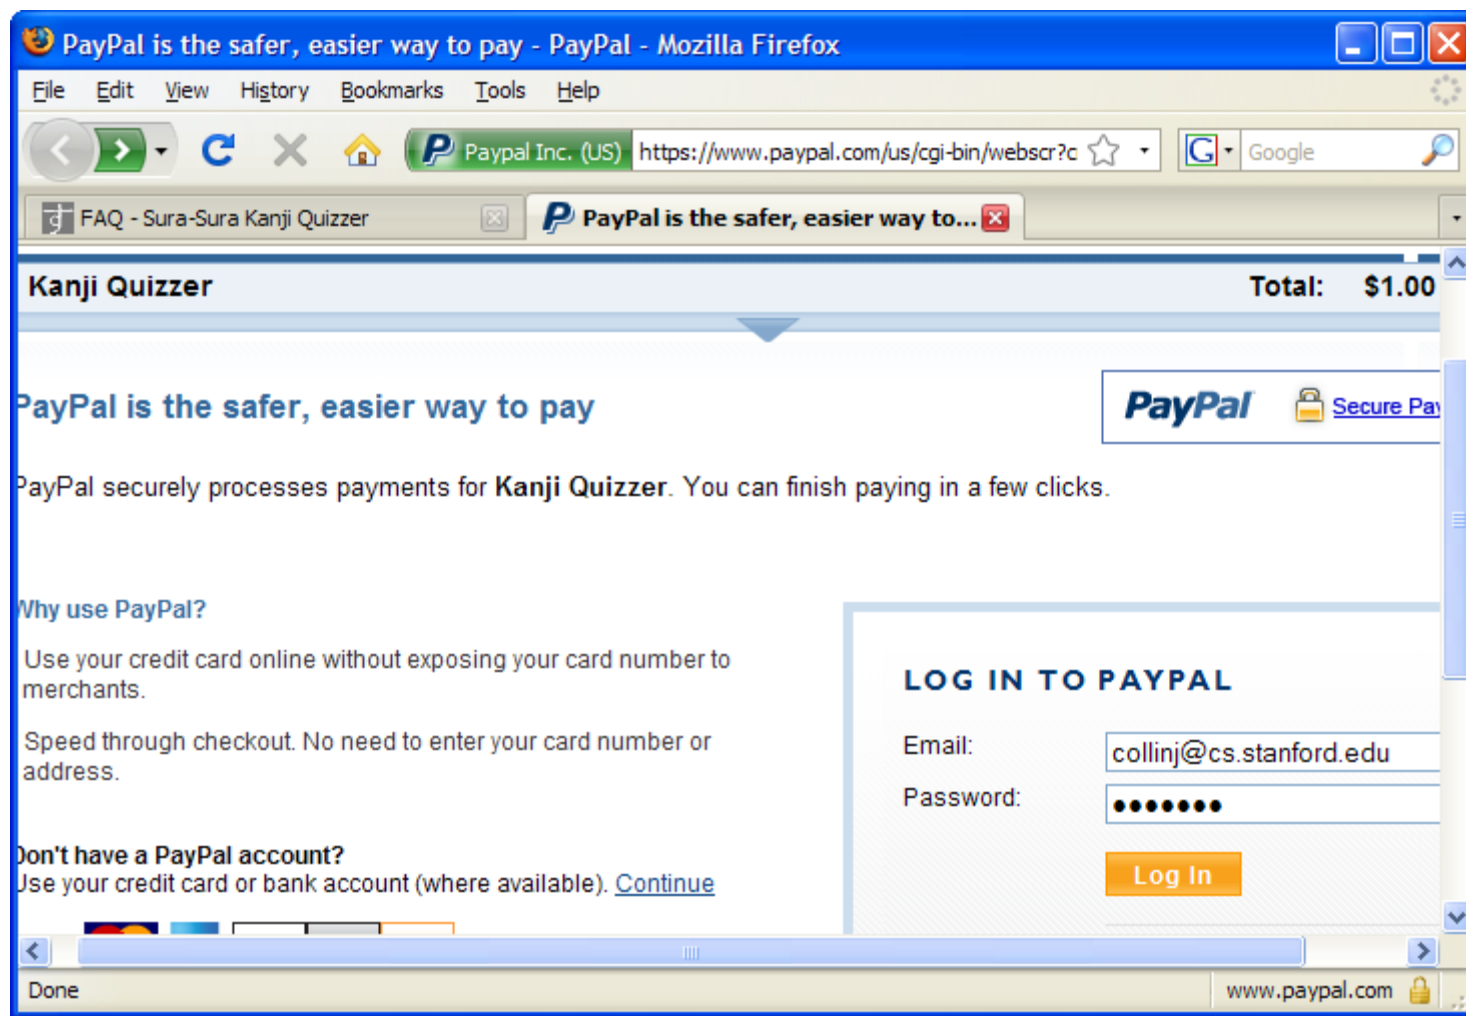 PayPal is the safer, easier way to pay - PayPal - Mozilla Firefox
File Edit View History Bookmarks Tools Help
Paypal Inc. (US) https://www.paypal.com/us/cgi-bin/webscr?c G Google
FAQ - Sura-Sura Kanji Quizzer PayPal is the safer, easier way to...
Kanji Quizzer Total: $1.00
PayPal is the safer, easier way to pay
PayPal Secure Pay
PayPal securely processes payments for Kanji Quizzer. You can finish paying in a few clicks.
Why use PayPal?
Use your credit card online without exposing your card number to
merchants.
Speed through checkout. No need to enter your card number or
address.
Don't have a PayPal account?
Use your credit card or bank account (where available). Continue
LOG IN TO PAYPAL
Email: collinj@cs.stanford.edu
Password: •••••••
Log In
Done www.paypal.com